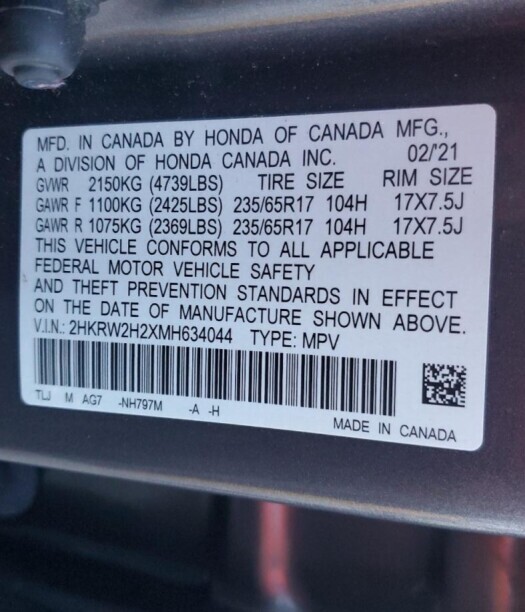 MFD. IN CANADA BY HONDA OF CANADA MFG.,
A DIVISION OF HONDA CANADA INC. 02/'21
GVWR 2150KG (4739LBS) TIRE SIZE RIM SIZE
GAWR F 1100KG (2425LBS) 235/65R17 104H 17X7.5J
GAWR R 1075KG (2369LBS) 235/65R17 104H 17X7.5J
THIS VEHICLE CONFORMS TO ALL APPLICABLE
FEDERAL MOTOR VEHICLE SAFETY
AND THEFT PREVENTION STANDARDS IN EFFECT
ON THE DATE OF MANUFACTURE SHOWN ABOVE.
V.I.N.: 2HKRW2H2XMH634044 TYPE: MPV
TLJ M AG7 -NH797M -A -H
MADE IN CANADA